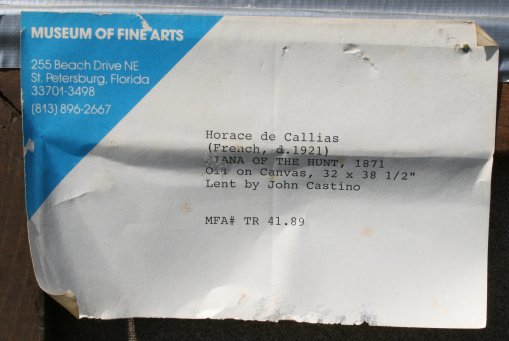 MUSEUM OF FINE ARTS
255 Beach Drive NE
St. Petersburg, Florida
33701-3498
(813) 896-2667
Horace de Callias
(French, d.1921)
DIANA OF THE HUNT, 1871
Oil on Canvas, 32 x 38 1/2"
Lent by John Castino
MFA# TR 41.89